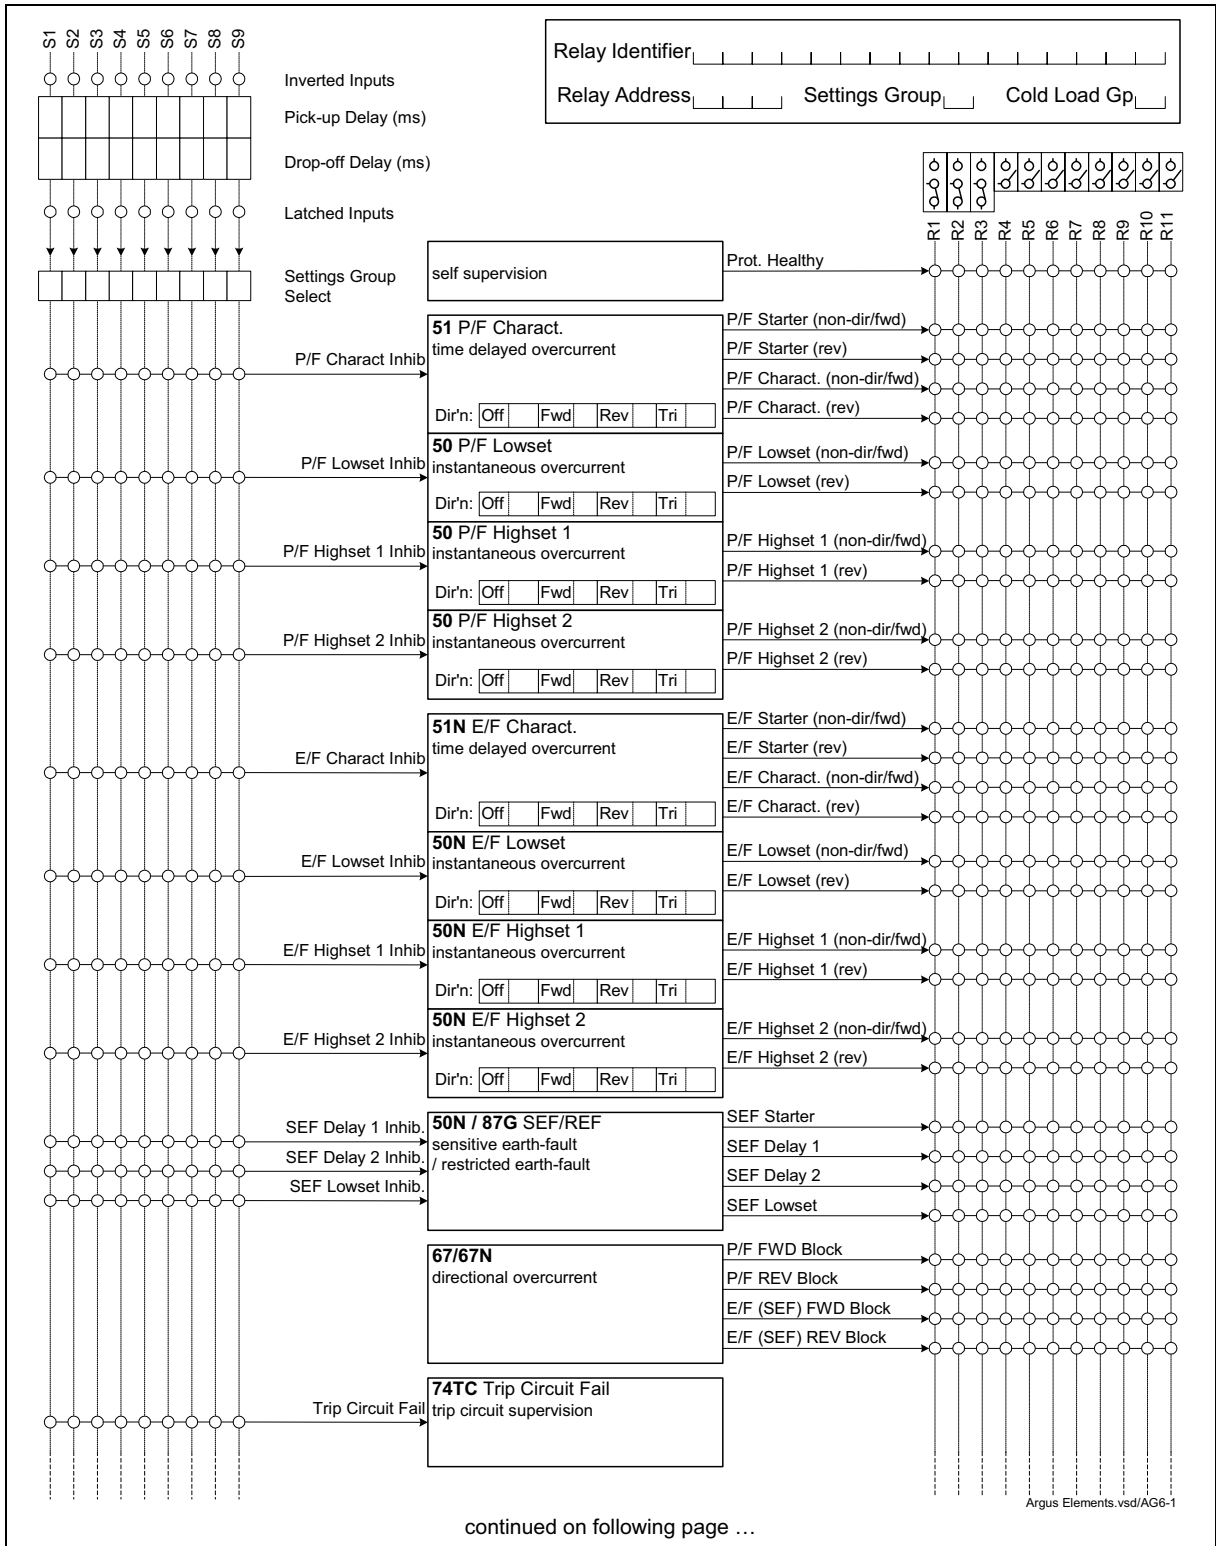 S1 S2 S3 S4 S5 S6 S7 S8 S9
Relay Identifier
Relay Address Settings Group Cold Load Gp
Inverted Inputs
Pick-up Delay (ms)
Drop-off Delay (ms)
Latched Inputs
Settings Group
Select
R1 R2 R3 R4 R5 R6 R7 R8 R9 R10 R11
self supervision
Prot. Healthy
P/F Charact Inhib
51 P/F Charact.
time delayed overcurrent
Dir'n: Off Fwd Rev Tri
P/F Starter (non-dir/fwd)
P/F Starter (rev)
P/F Charact. (non-dir/fwd)
P/F Charact. (rev)
P/F Lowset Inhib
50 P/F Lowset
instantaneous overcurrent
Dir'n: Off Fwd Rev Tri
P/F Lowset (non-dir/fwd)
P/F Lowset (rev)
P/F Highset 1 Inhib
50 P/F Highset 1
instantaneous overcurrent
Dir'n: Off Fwd Rev Tri
P/F Highset 1 (non-dir/fwd)
P/F Highset 1 (rev)
P/F Highset 2 Inhib
50 P/F Highset 2
instantaneous overcurrent
Dir'n: Off Fwd Rev Tri
P/F Highset 2 (non-dir/fwd)
P/F Highset 2 (rev)
E/F Charact Inhib
51N E/F Charact.
time delayed overcurrent
Dir'n: Off Fwd Rev Tri
E/F Starter (non-dir/fwd)
E/F Starter (rev)
E/F Charact. (non-dir/fwd)
E/F Charact. (rev)
E/F Lowset Inhib
50N E/F Lowset
instantaneous overcurrent
Dir'n: Off Fwd Rev Tri
E/F Lowset (non-dir/fwd)
E/F Lowset (rev)
E/F Highset 1 Inhib
50N E/F Highset 1
instantaneous overcurrent
Dir'n: Off Fwd Rev Tri
E/F Highset 1 (non-dir/fwd)
E/F Highset 1 (rev)
E/F Highset 2 Inhib
50N E/F Highset 2
instantaneous overcurrent
Dir'n: Off Fwd Rev Tri
E/F Highset 2 (non-dir/fwd)
E/F Highset 2 (rev)
SEF Delay 1 Inhib.
SEF Delay 2 Inhib.
SEF Lowset Inhib.
50N / 87G SEF/REF
sensitive earth-fault
/ restricted earth-fault
SEF Starter
SEF Delay 1
SEF Delay 2
SEF Lowset
67/67N
directional overcurrent
P/F FWD Block
P/F REV Block
E/F (SEF) FWD Block
E/F (SEF) REV Block
Trip Circuit Fail
74TC Trip Circuit Fail
trip circuit supervision
Argus Elements.vsd/AG6-1
continued on following page …